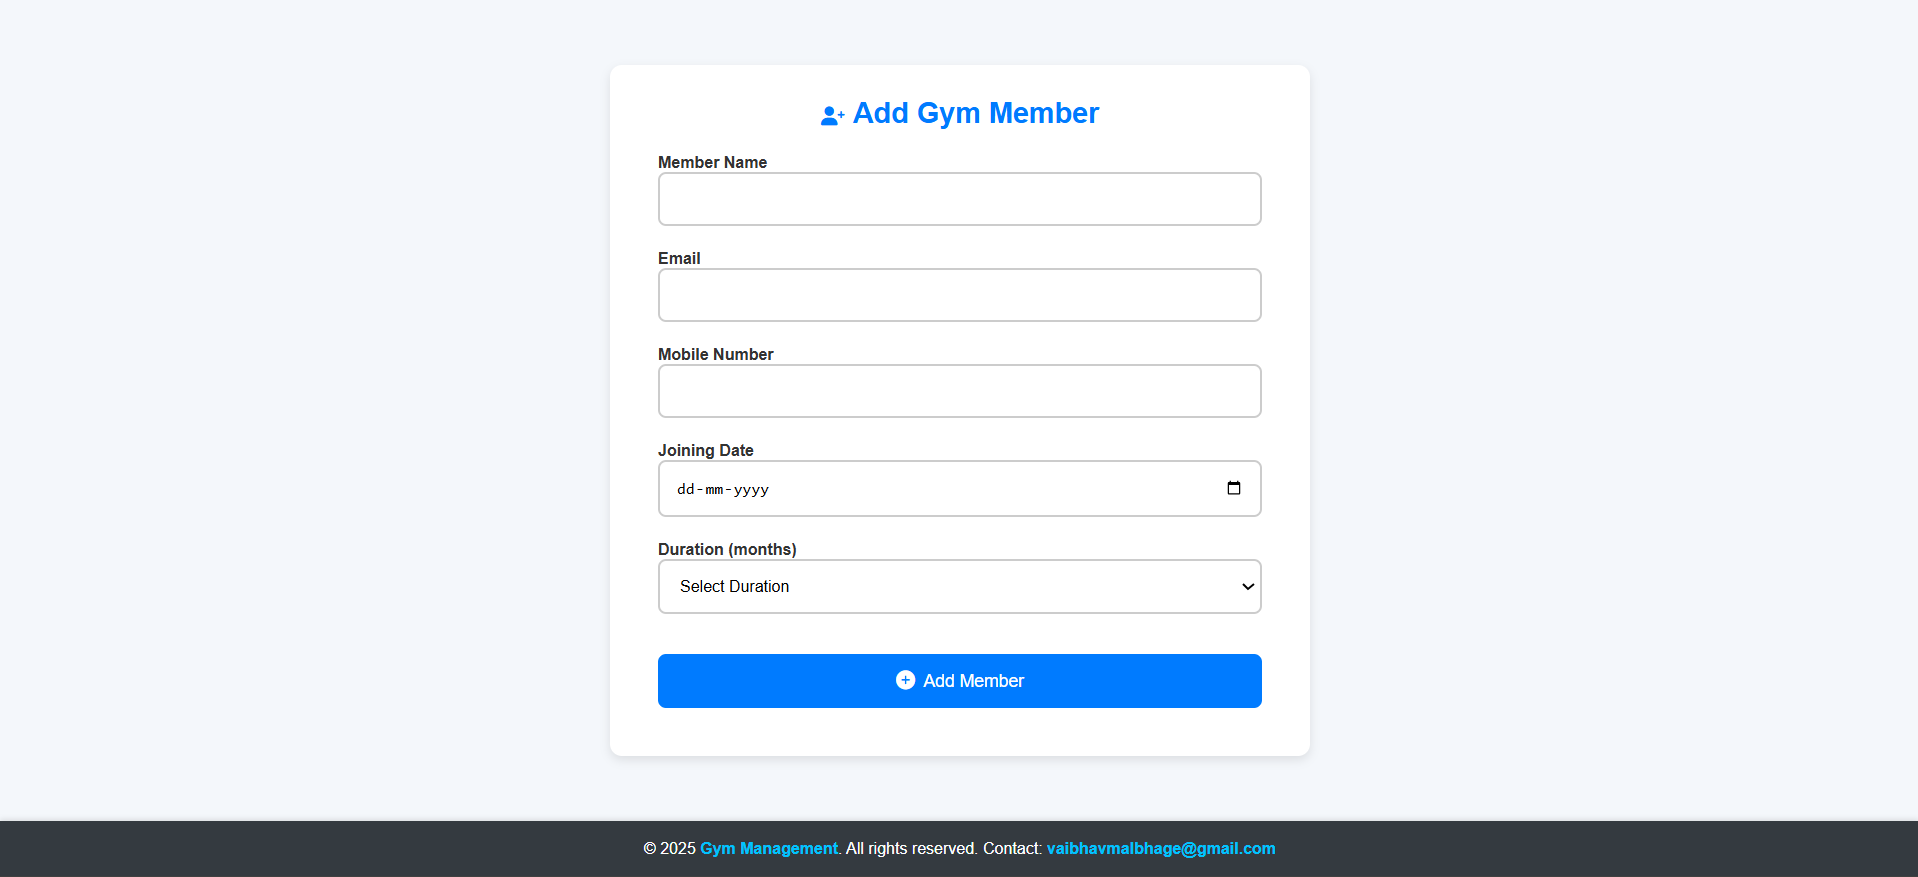 Add Gym Member
Member Name
Email
Mobile Number
Joining Date
dd-mm-yyyy
Duration (months)
Select Duration
Add Member
© 2025 Gym Management. All rights reserved. Contact: vaibhavmalbhage@gmail.com